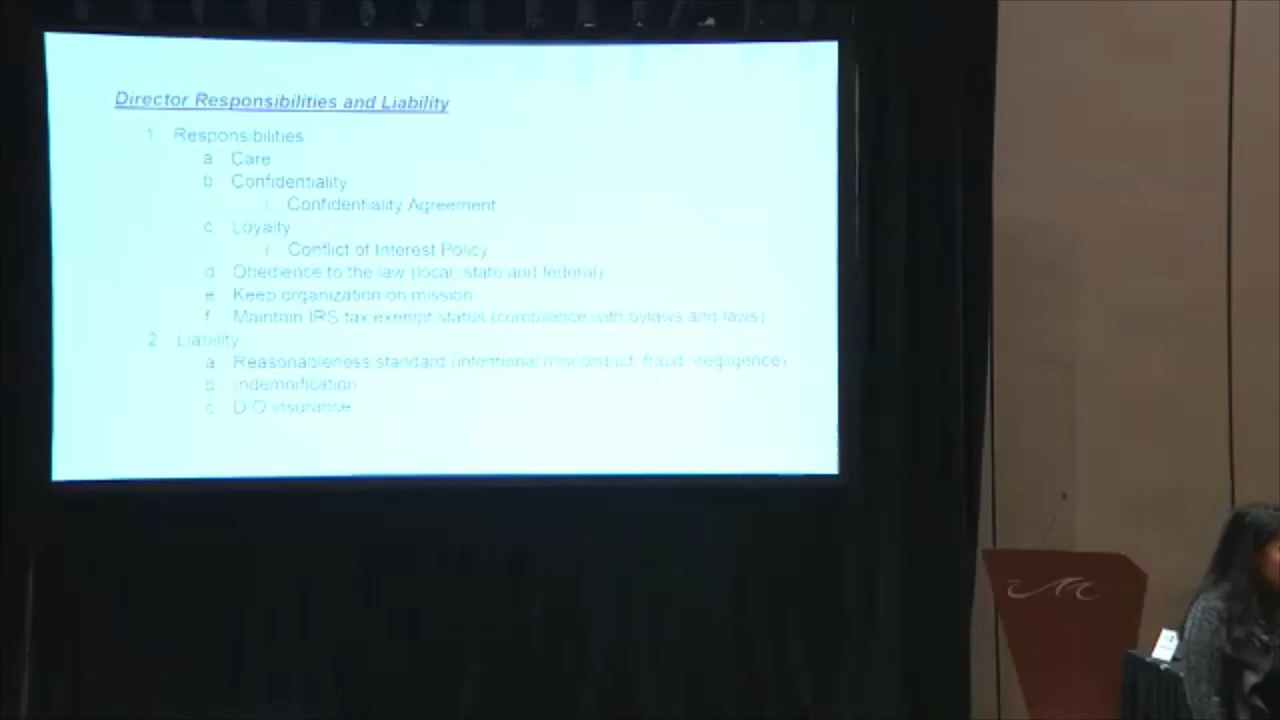 Director Responsibilities and Liability
1 Responsibilities
a Care
b Confidentiality
i Confidentiality Agreement
c Loyalty
i Conflict of Interest Policy
d Obedience to the law (local, state and federal)
e Keep organization on mission
f Maintain IRS tax exempt status (compliance with bylaws and laws)
2 Liability
a Reasonableness standard (intentional misconduct, fraud, negligence)
b Indemnification
c D/O insurance